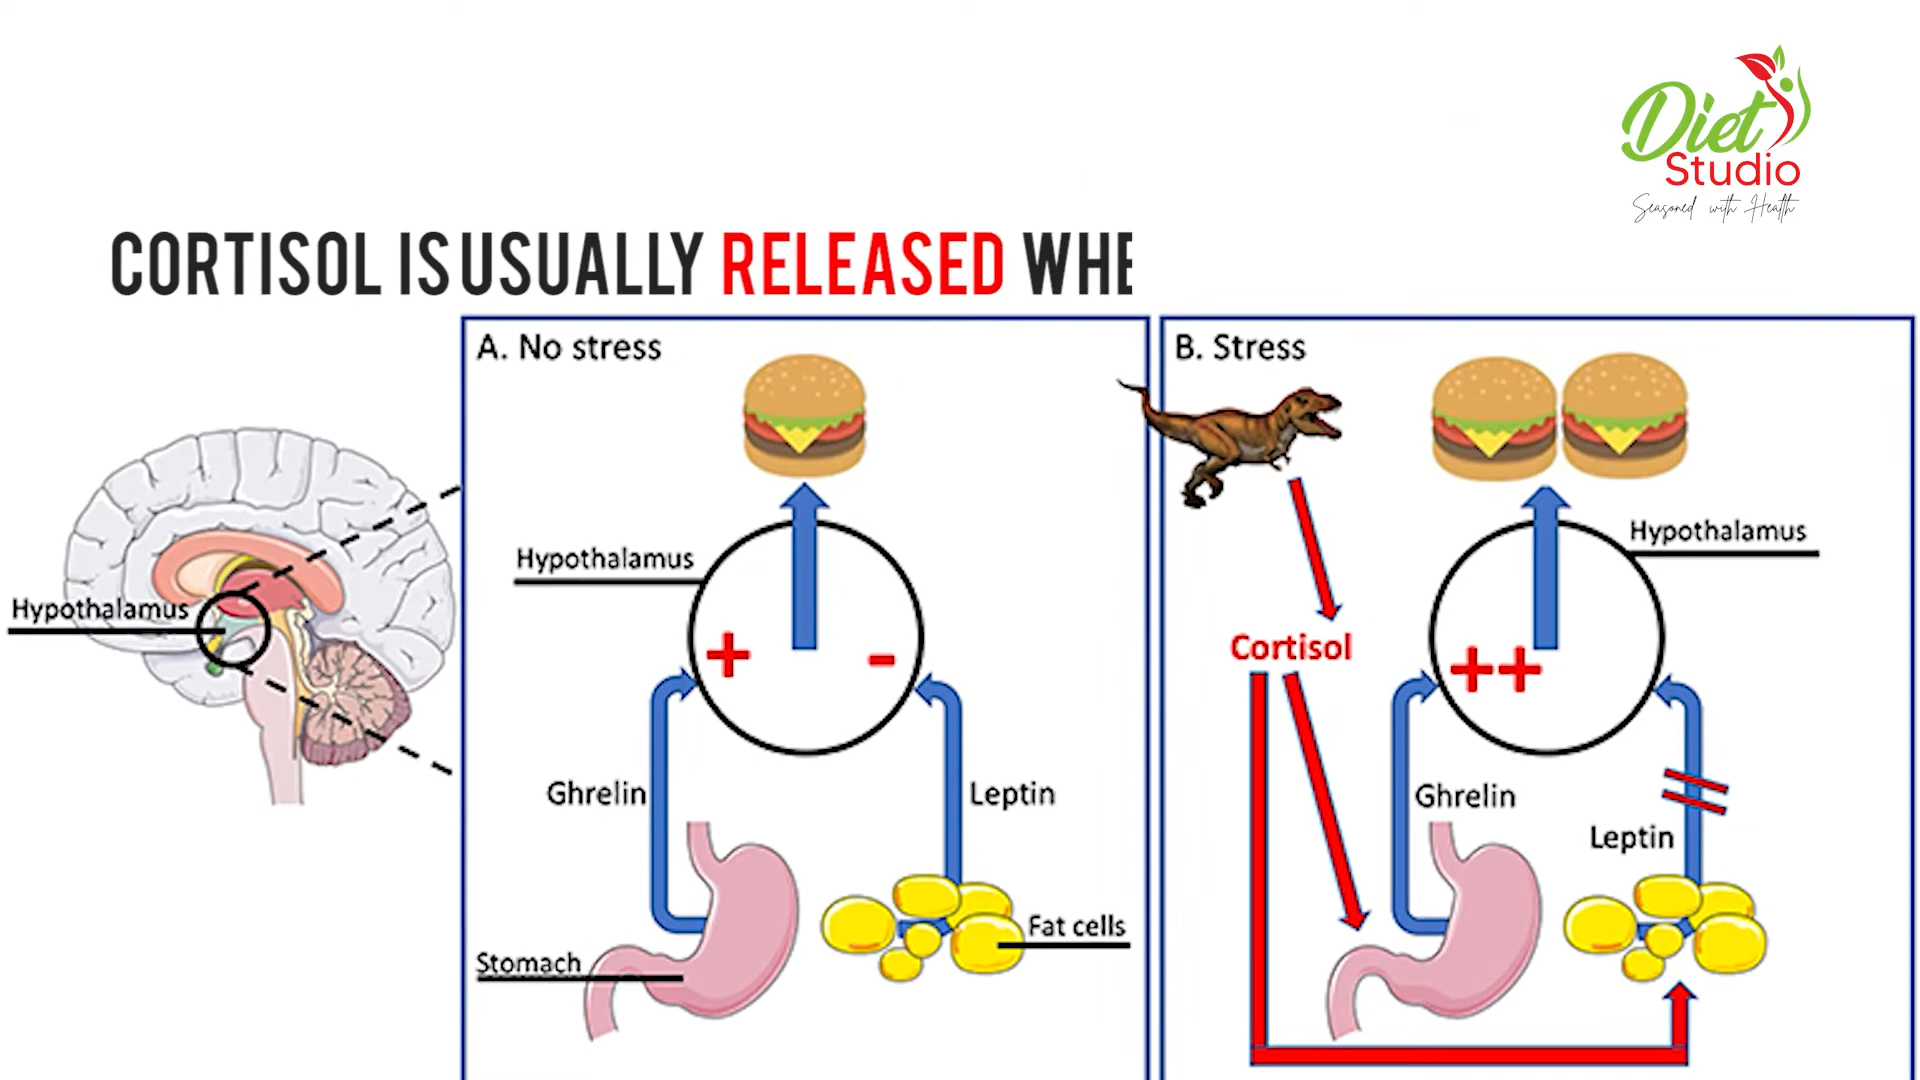 Diet
Studio
Seasoned with Health
CORTISOL IS USUALLY RELEASED WHE
A. No stress
B. Stress
Hypothalamus
Hypothalamus
Hypothalamus
+
-
Cortisol
++
Ghrelin
Leptin
Ghrelin
Leptin
Fat cells
Stomach